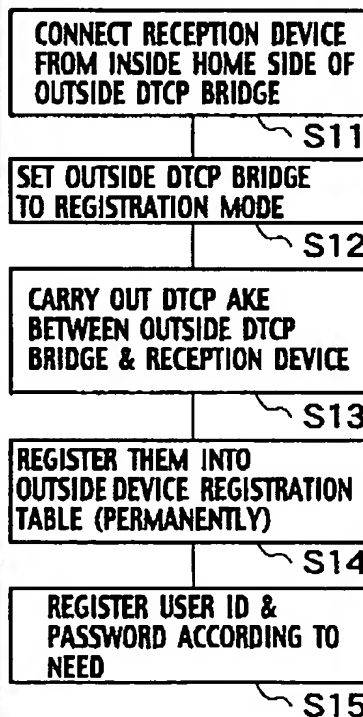 CONNECT RECEPTION DEVICE
FROM INSIDE HOME SIDE OF
OUTSIDE DTCP BRIDGE
S11
SET OUTSIDE DTCP BRIDGE
TO REGISTRATION MODE
S12
CARRY OUT DTCP AKE
BETWEEN OUTSIDE DTCP
BRIDGE & RECEPTION DEVICE
S13
REGISTER THEM INTO
OUTSIDE DEVICE REGISTRATION
TABLE (PERMANENTLY)
S14
REGISTER USER ID &
PASSWORD ACCORDING TO
NEED
S15